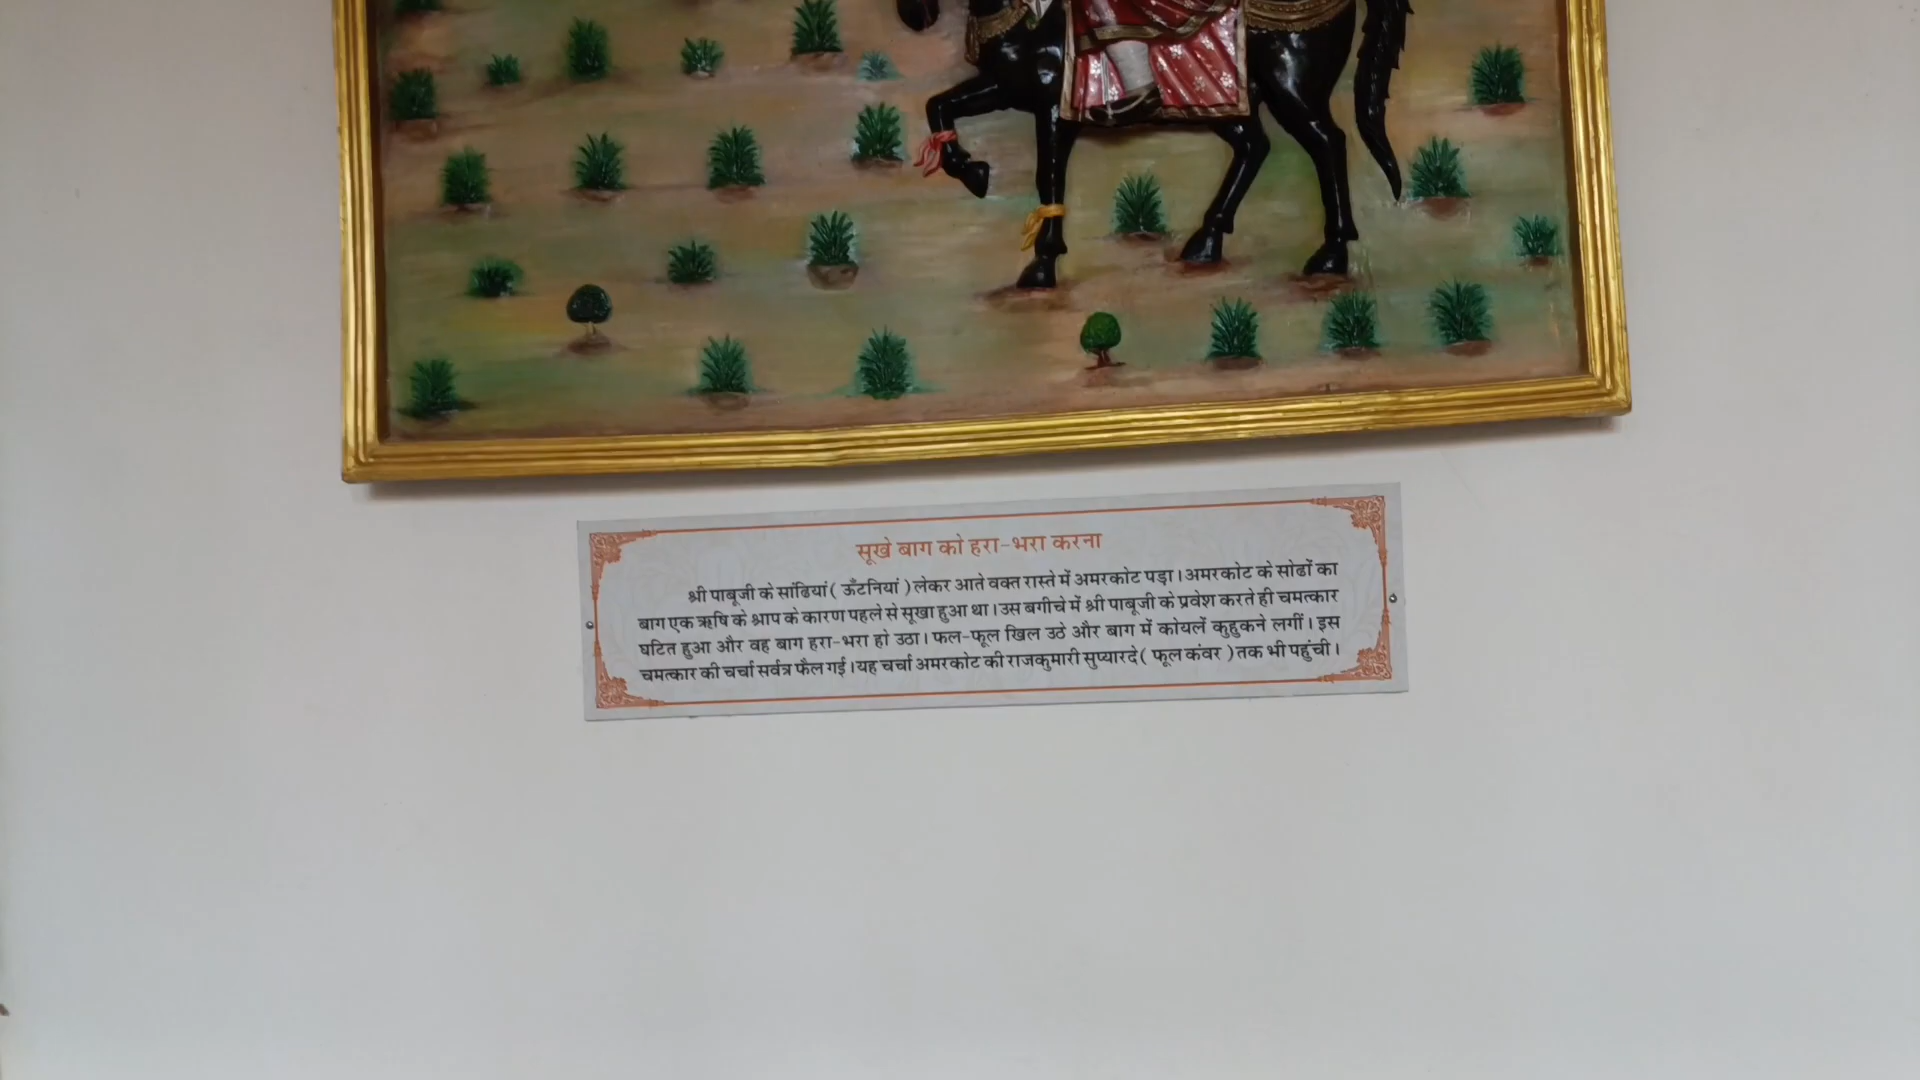 सूखे बाग को हरा-भरा करना
श्री पाबूजी के सांढियां ( ऊँटनियां ) लेकर आते वक्त रास्ते में अमरकोट पड़ा। अमरकोट के सोढों का
बाग एक ऋषि के श्राप के कारण पहले से सूखा हुआ था। उस बगीचे में श्री पाबूजी के प्रवेश करते ही चमत्कार
घटित हुआ और वह बाग हरा-भरा हो उठा। फल-फूल खिल उठे और बाग में कोयलें कुहुकने लगीं। इस
चमत्कार की चर्चा सर्वत्र फैल गई। यह चर्चा अमरकोट की राजकुमारी सुप्यारदे ( फूल कंवर ) तक भी पहुंची।